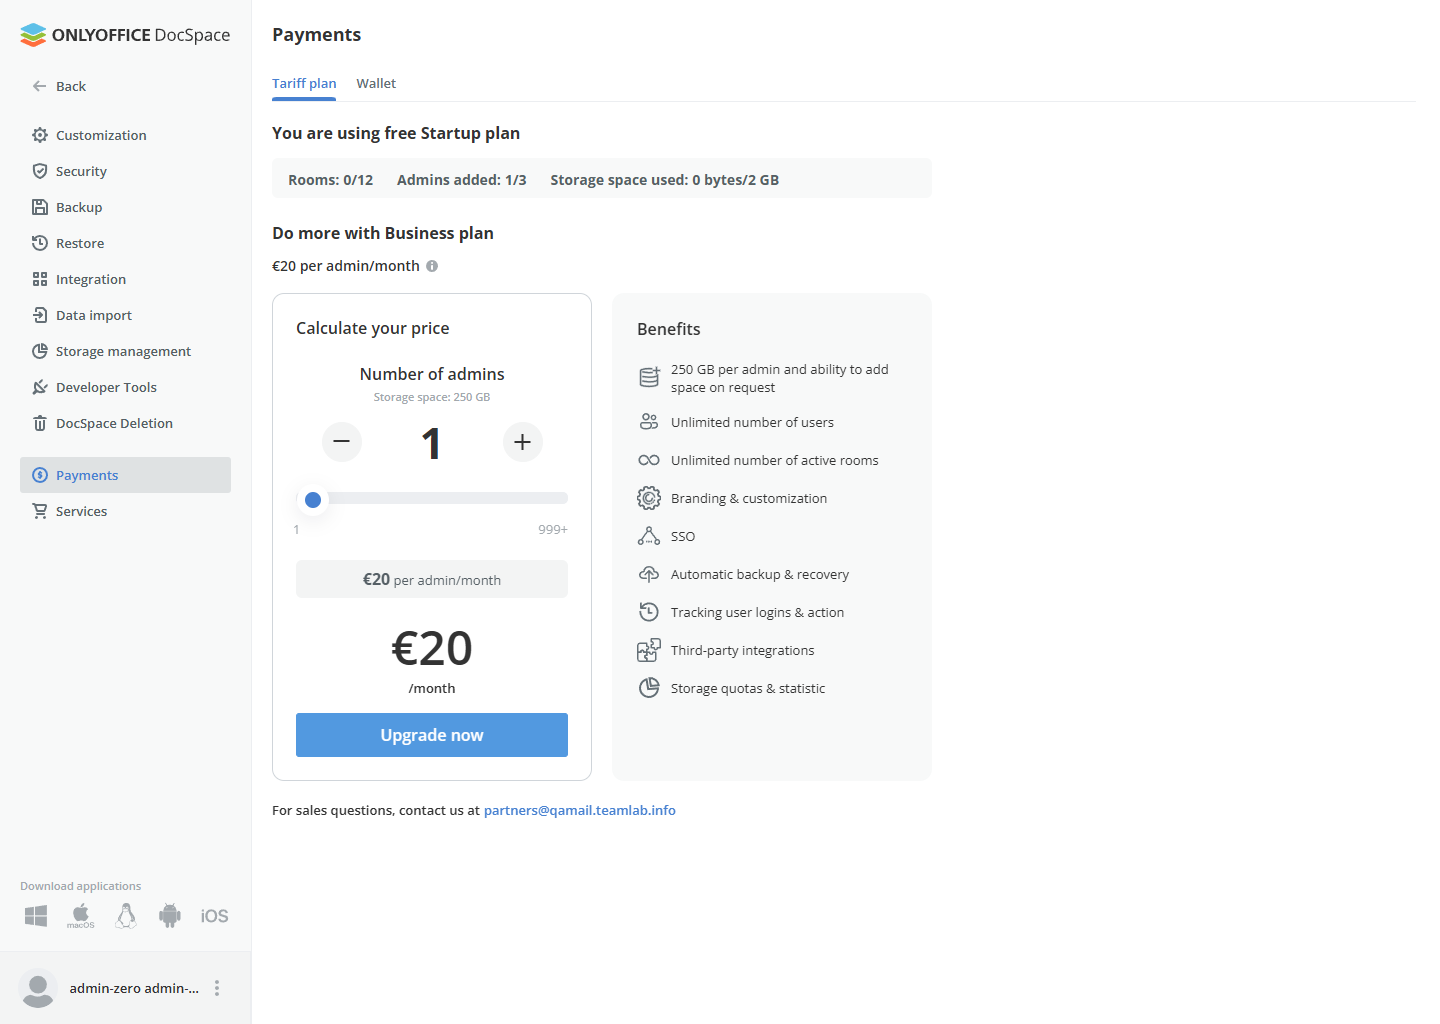 ONLYOFFICE DocSpace
Back
Customization
Security
Backup
Restore
Integration
Data import
Storage management
Developer Tools
DocSpace Deletion
Payments
Services
Download applications
macOS
iOS
admin-zero admin-...
Payments
Tariff plan Wallet
You are using free Startup plan
Rooms: 0/12 Admins added: 1/3 Storage space used: 0 bytes/2 GB
Do more with Business plan
€20 per admin/month
Calculate your price
Number of admins
Storage space: 250 GB
1
1 999+
€20 per admin/month
€20
/month
Upgrade now
Benefits
250 GB per admin and ability to add
space on request
Unlimited number of users
Unlimited number of active rooms
Branding & customization
SSO
Automatic backup & recovery
Tracking user logins & action
Third-party integrations
Storage quotas & statistic
For sales questions, contact us at partners@qamail.teamlab.info